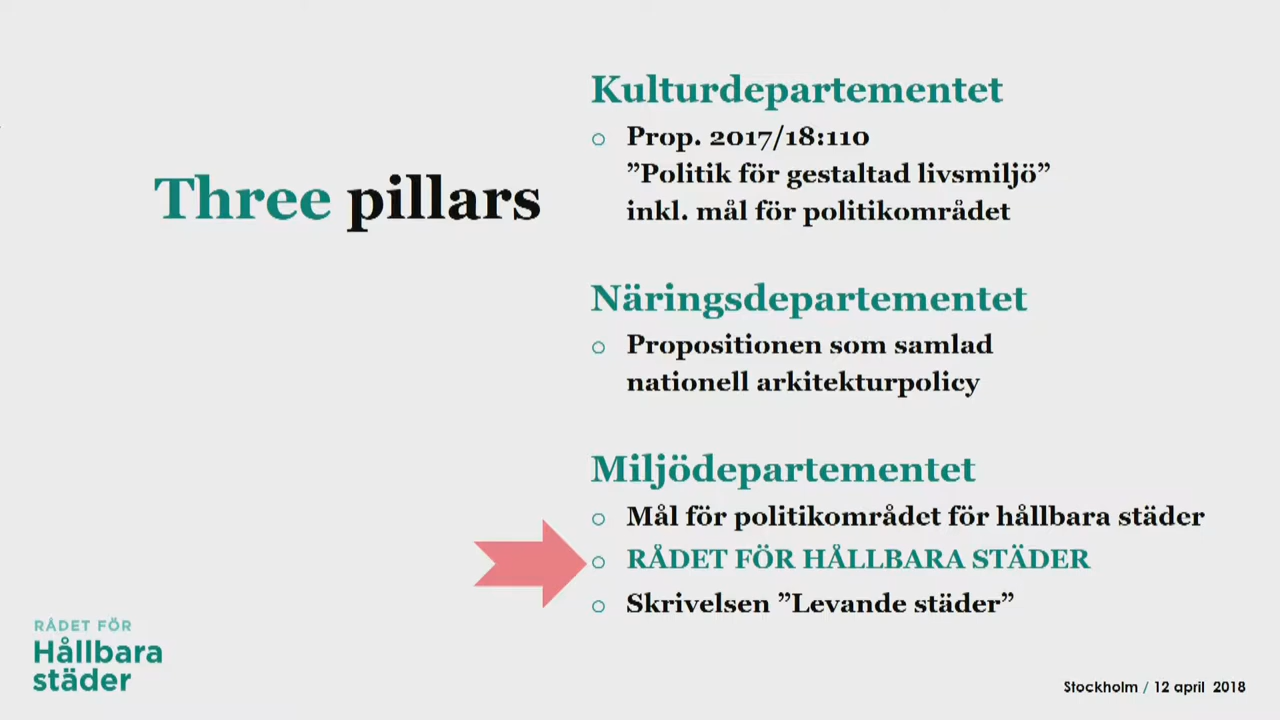 Three pillars
Kulturdepartementet
Prop. 2017/18:110
”Politik för gestaltad livsmiljö”
inkl. mål för politikområdet
Näringsdepartementet
Propositionen som samlad
nationell arkitekturpolicy
Miljödepartementet
Mål för politikområdet för hållbara städer
RÅDET FÖR HÅLLBARA STÄDER
Skrivelsen ”Levande städer”
RÅDET FÖR
Hållbara
städer
Stockholm / 12 april 2018